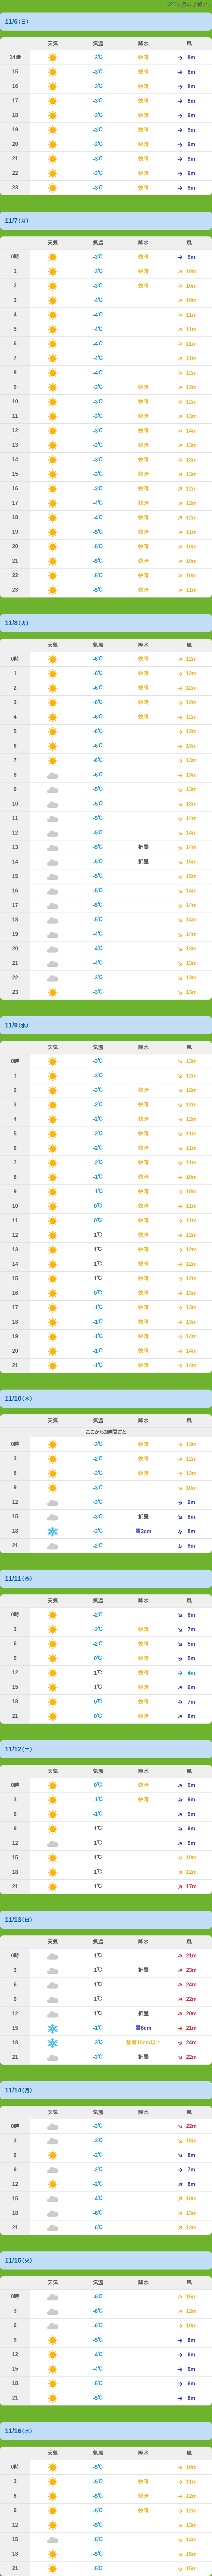 11/6(日)
天気 気温 降水 風
14時 -3℃ 快晴 8m
15 -3℃ 快晴 8m
16 -3℃ 快晴 8m
17 -3℃ 快晴 8m
18 -3℃ 快晴 9m
19 -3℃ 快晴 9m
20 -3℃ 快晴 9m
21 -3℃ 快晴 9m
22 -3℃ 快晴 9m
23 -3℃ 快晴 9m
11/7(月)
天気 気温 降水 風
0時 -3℃ 快晴 9m
1 -3℃ 快晴 10m
2 -3℃ 快晴 10m
3 -4℃ 10m
4 -4℃ 11m
5 -4℃ 11m
6 -4℃ 11m
7 -4℃ 11m
8 -4℃ 12m
9 -3℃ 快晴 12m
10 -3℃ 快晴 12m
11 -3℃ 快晴 13m
12 -3℃ 快晴 14m
13 -3℃ 快晴 13m
14 -3℃ 快晴 13m
15 -3℃ 快晴 13m
16 -3℃ 快晴 12m
17 -4℃ 快晴 12m
18 -4℃ 快晴 12m
19 -5℃ 快晴 11m
20 -5℃ 快晴 10m
21 -5℃ 快晴 10m
22 -5℃ 快晴 10m
23 -5℃ 快晴 11m
11/8(火)
天気 気温 降水 風
0時 -6℃ 快晴 12m
1 -6℃ 快晴 12m
2 -6℃ 快晴 12m
3 -6℃ 快晴 12m
4 -6℃ 快晴 12m
5 -6℃ 12m
6 -6℃ 13m
7 -6℃ 13m
8 -6℃ 13m
9 -5℃ 13m
10 -5℃ 13m
11 -5℃ 14m
12 -5℃ 14m
13 -5℃ 14m
14 -5℃ 15m
15 -5℃ 15m
16 -5℃ 14m
17 -5℃ 14m
18 -5℃ 14m
19 -4℃ 14m
20 -4℃ 13m
21 -4℃ 13m
22 -3℃ 13m
23 -3℃ 13m
11/9(水)
天気 気温 降水 風
0時 -3℃ 13m
1 -3℃ 12m
2 -3℃ 快晴 12m
3 -2℃ 快晴 12m
4 -2℃ 快晴 12m
5 -2℃ 快晴 11m
6 -2℃ 快晴 11m
7 -2℃ 快晴 11m
8 -1℃ 快晴 10m
9 -1℃ 快晴 10m
10 0℃ 快晴 11m
11 0℃ 快晴 11m
12 1℃ 快晴 12m
13 1℃ 快晴 12m
14 1℃ 快晴 12m
15 1℃ 快晴 12m
16 0℃ 快晴 13m
17 -1℃ 快晴 13m
18 -1℃ 快晴 13m
19 -1℃ 快晴 14m
20 -1℃ 快晴 14m
21 -1℃ 快晴 14m
11/10(木)
天気 気温 降水 風
ここから3時間ごと
0時 -2℃ 快晴 13m
3 -2℃ 快晴 12m
6 -3℃ 快晴 12m
9 -3℃ 10m
12 -3℃ 9m
15 -3℃ 8m
18 -3℃ 雪2cm 8m
21 -2℃ 8m
11/11(金)
天気 気温 降水 風
0時 -2℃ 8m
3 -2℃ 快晴 7m
6 -2℃ 快晴 5m
9 0℃ 快晴 5m
12 1℃ 快晴 4m
15 1℃ 快晴 6m
18 0℃ 快晴 7m
21 0℃ 快晴 8m
11/12(土)
天気 気温 降水 風
0時 0℃ 快晴 9m
3 -1℃ 快晴 9m
6 -1℃ 9m
9 1℃ 9m
12 1℃ 9m
15 1℃ 10m
18 1℃ 12m
21 1℃ 17m
11/13(日)
天気 気温 降水 風
0時 1℃ 21m
3 1℃ 23m
6 1℃ 24m
9 1℃ 22m
12 1℃ 20m
15 -1℃ 雪6cm 21m
18 -3℃ 強雪10cm以上 24m
21 -3℃ 22m
11/14(月)
天気 気温 降水 風
0時 -3℃ 22m
3 -3℃ 15m
6 -2℃ 8m
9 -2℃ 7m
12 -2℃ 8m
15 -4℃ 10m
18 -6℃ 13m
21 -6℃ 13m
11/15(火)
天気 気温 降水 風
0時 -6℃ 15m
3 -6℃ 12m
6 -6℃ 10m
9 -5℃ 8m
12 -4℃ 6m
15 -4℃ 6m
18 -5℃ 6m
21 -5℃ 8m
11/16(水)
天気 気温 降水 風
0時 -5℃ 10m
3 -5℃ 快晴 11m
6 -5℃ 快晴 12m
9 -5℃ 快晴 12m
12 -5℃ 13m
15 -5℃ 14m
18 -5℃ 15m
21 -5℃ 15m